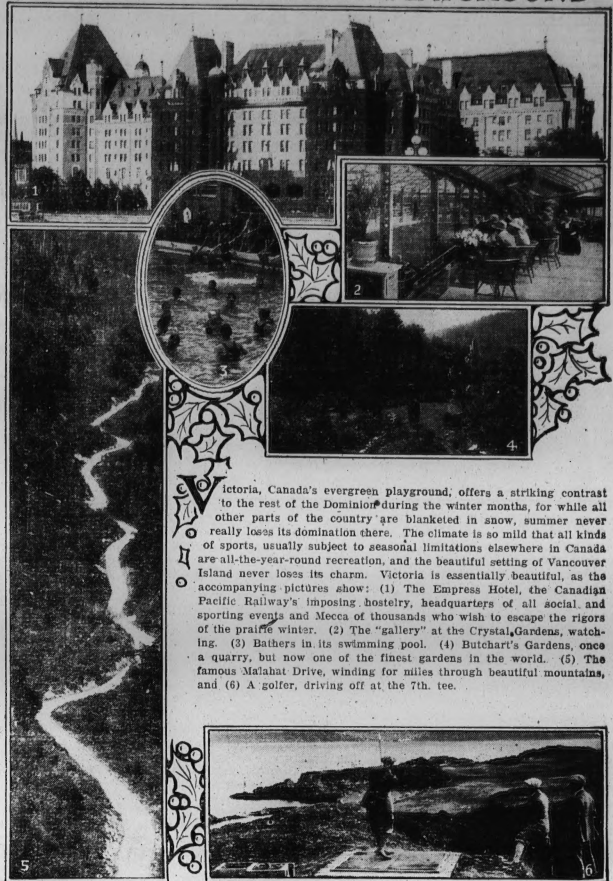 1
2
3
4
Victoria, Canada's evergreen playground, offers a striking contrast
to the rest of the Dominion during the winter months, for while all
other parts of the country are blanketed in snow, summer never
really loses its domination there. The climate is so mild that all kinds
of sports, usually subject to seasonal limitations elsewhere in Canada
are all-the-year-round recreation, and the beautiful setting of Vancouver
Island never loses its charm. Victoria is essentially beautiful, as the
accompanying pictures show: (1) The Empress Hotel, the Canadian
Pacific Railway's imposing hostelry, headquarters of all social and
sporting events and Mecca of thousands who wish to escape the rigors
of the prairie winter. (2) The "gallery" at the Crystal Gardens, watch-
ing. (3) Bathers in its swimming pool. (4) Butchart's Gardens, once
a quarry, but now one of the finest gardens in the world. (5) The
famous Malahat Drive, winding for miles through beautiful mountains,
and (6) A golfer, driving off at the 7th. tee.
5
6